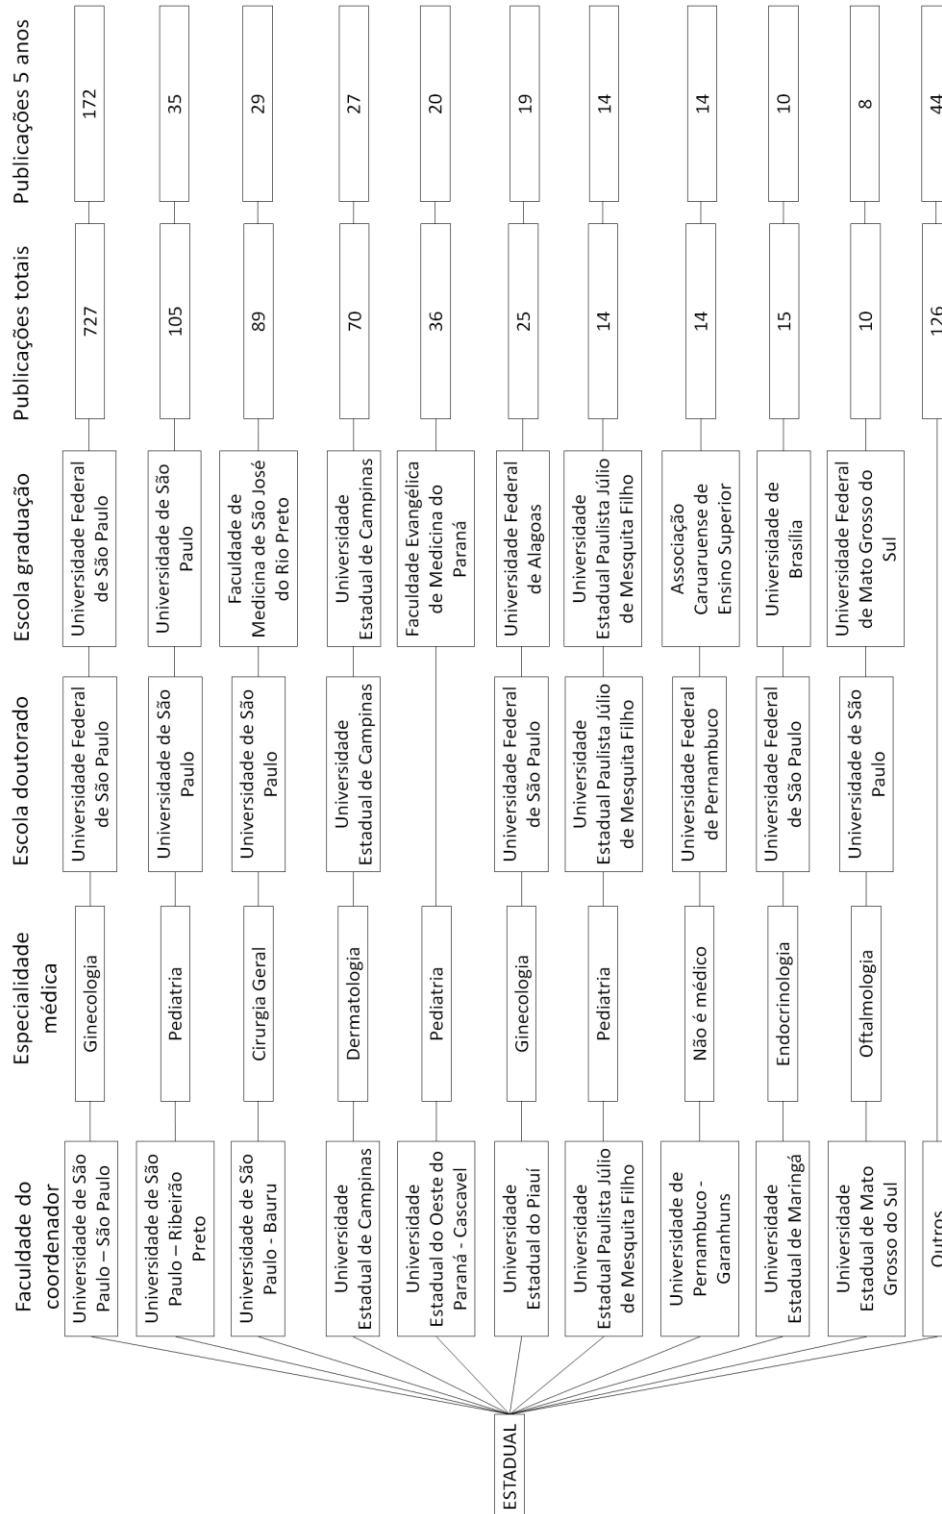 Faculdade do
coordenador
Especialidade
médica
Escola doutorado
Escola graduação
Publicações totais
Publicações 5 anos
ESTADUAL
Universidade de São
Paulo – São Paulo
Ginecologia
Universidade Federal
de São Paulo
Universidade Federal
de São Paulo
727
172
Universidade de São
Paulo – Ribeirão
Preto
Pediatria
Universidade de São
Paulo
Universidade de São
Paulo
105
35
Universidade de São
Paulo - Bauru
Cirurgia Geral
Universidade de São
Paulo
Faculdade de
Medicina de São José
do Rio Preto
89
29
Universidade
Estadual de Campinas
Dermatologia
Universidade
Estadual de Campinas
Universidade
Estadual de Campinas
70
27
Universidade
Estadual do Oeste do
Paraná - Cascavel
Pediatria
Faculdade Evangélica
de Medicina do
Paraná
36
20
Universidade
Estadual do Piauí
Ginecologia
Universidade Federal
de São Paulo
Universidade Federal
de Alagoas
25
19
Universidade
Estadual Paulista Júlio
de Mesquita Filho
Pediatria
Universidade
Estadual Paulista Júlio
de Mesquita Filho
Universidade
Estadual Paulista Júlio
de Mesquita Filho
14
14
Universidade de
Pernambuco -
Garanhuns
Não é médico
Universidade Federal
de Pernambuco
Associação
Caruaruense de
Ensino Superior
14
14
Universidade
Estadual de Maringá
Endocrinologia
Universidade Federal
de São Paulo
Universidade de
Brasília
15
10
Universidade
Estadual de Mato
Grosso do Sul
Oftalmologia
Universidade de São
Paulo
Universidade Federal
de Mato Grosso do
Sul
10
8
Outros
126
44